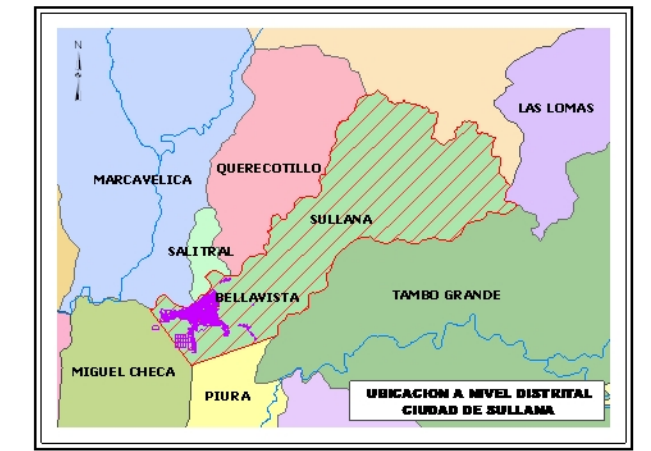 N
LAS LOMAS
QUERECOTILLO
MARCAVELICA
SULLANA
SALITRAL
BELLAVISTA
TAMBO GRANDE
MIGUEL CHECA
PIURA
UBICACION A NIVEL DISTRITAL
CIUDAD DE SULLANA